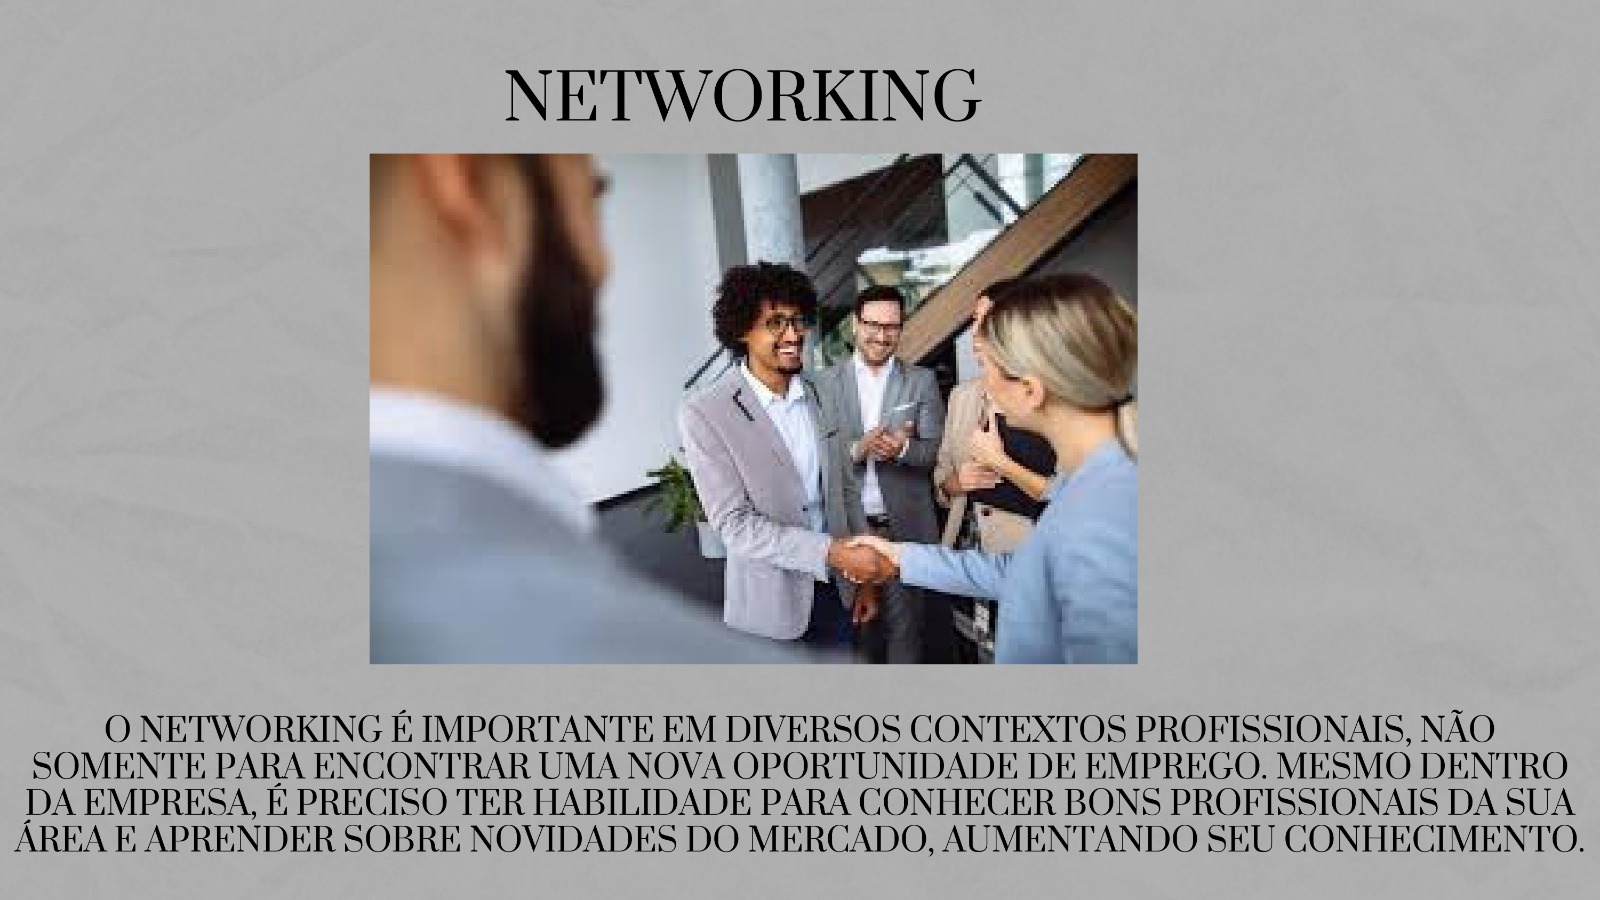 NETWORKING
O NETWORKING É IMPORTANTE EM DIVERSOS CONTEXTOS PROFISSIONAIS, NÃO
SOMENTE PARA ENCONTRAR UMA NOVA OPORTUNIDADE DE EMPREGO. MESMO DENTRO
DA EMPRESA, É PRECISO TER HABILIDADE PARA CONHECER BONS PROFISSIONAIS DA SUA
ÁREA E APRENDER SOBRE NOVIDADES DO MERCADO, AUMENTANDO SEU CONHECIMENTO.